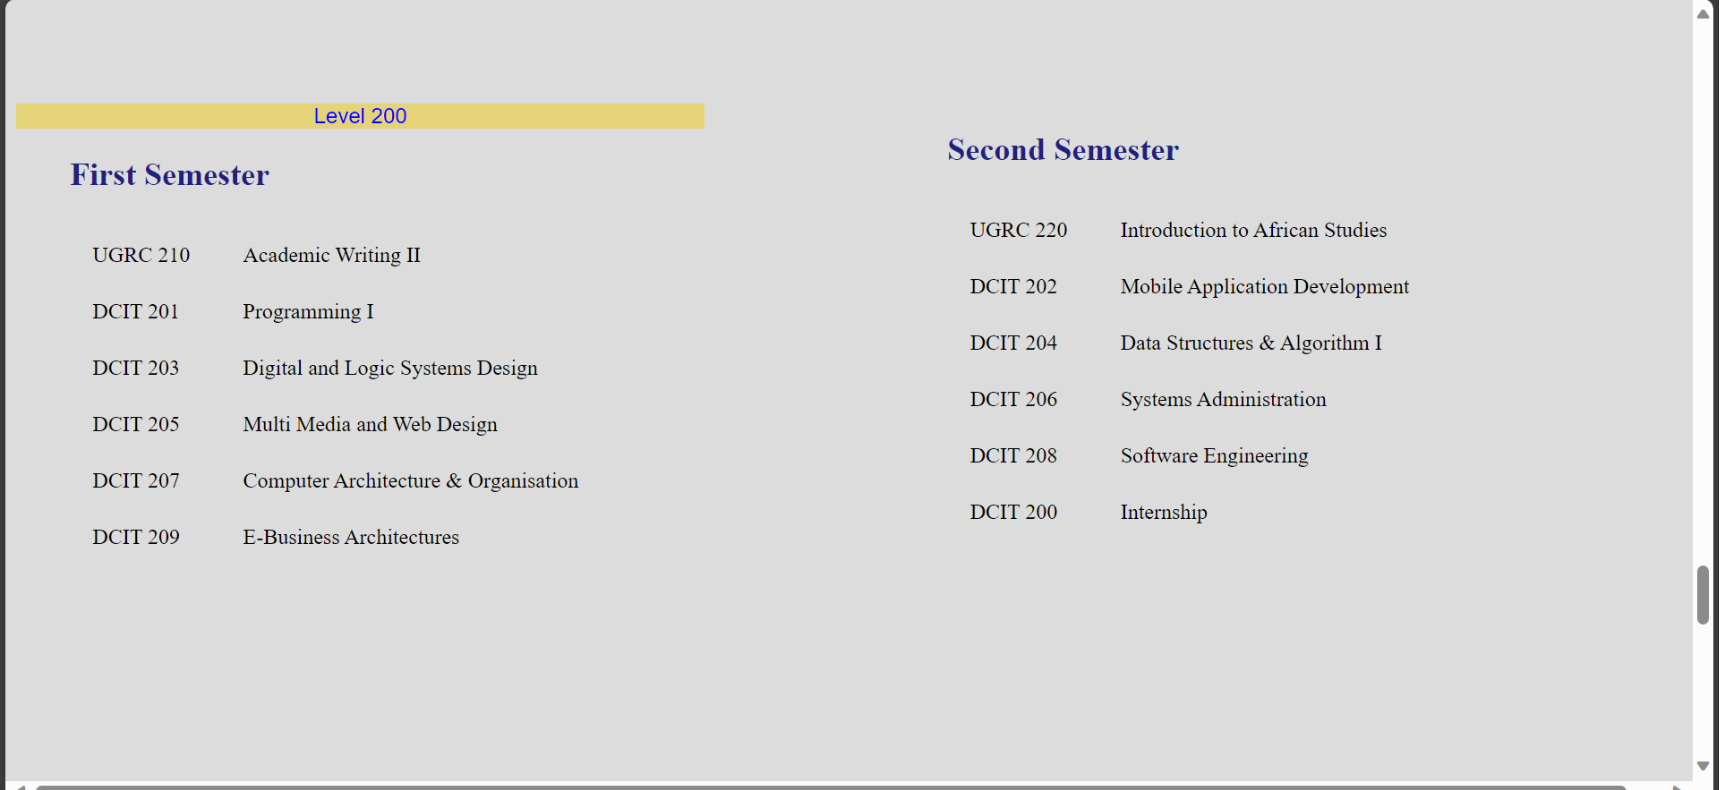 Level 200
First Semester
UGRC 210 Academic Writing II
DCIT 201 Programming I
DCIT 203 Digital and Logic Systems Design
DCIT 205 Multi Media and Web Design
DCIT 207 Computer Architecture & Organisation
DCIT 209 E-Business Architectures
Second Semester
UGRC 220 Introduction to African Studies
DCIT 202 Mobile Application Development
DCIT 204 Data Structures & Algorithm I
DCIT 206 Systems Administration
DCIT 208 Software Engineering
DCIT 200 Internship